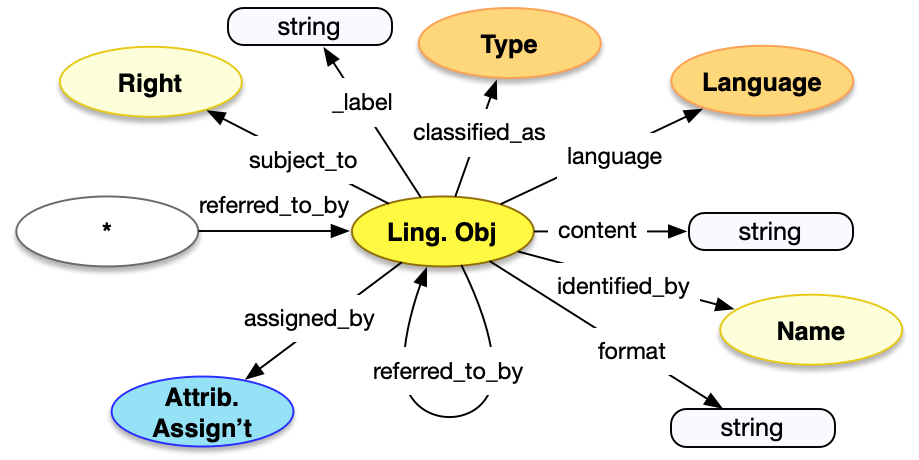 string
Type
Right
Language
_label
classified_as
subject_to
language
referred_to_by
*
Ling. Obj
content
string
identified_by
assigned_by
Name
format
referred_to_by
Attrib.
Assign’t
string